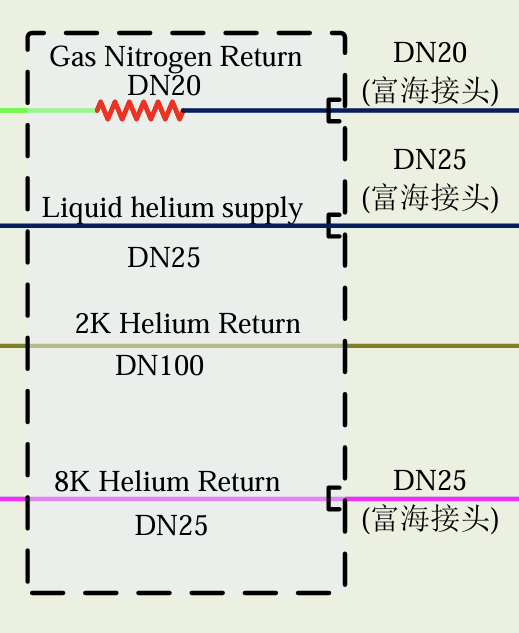 Gas Nitrogen Return
DN20
DN20
(富海接头)
DN25
(富海接头)
Liquid helium supply
DN25
2K Helium Return
DN100
8K Helium Return
DN25
DN25
(富海接头)